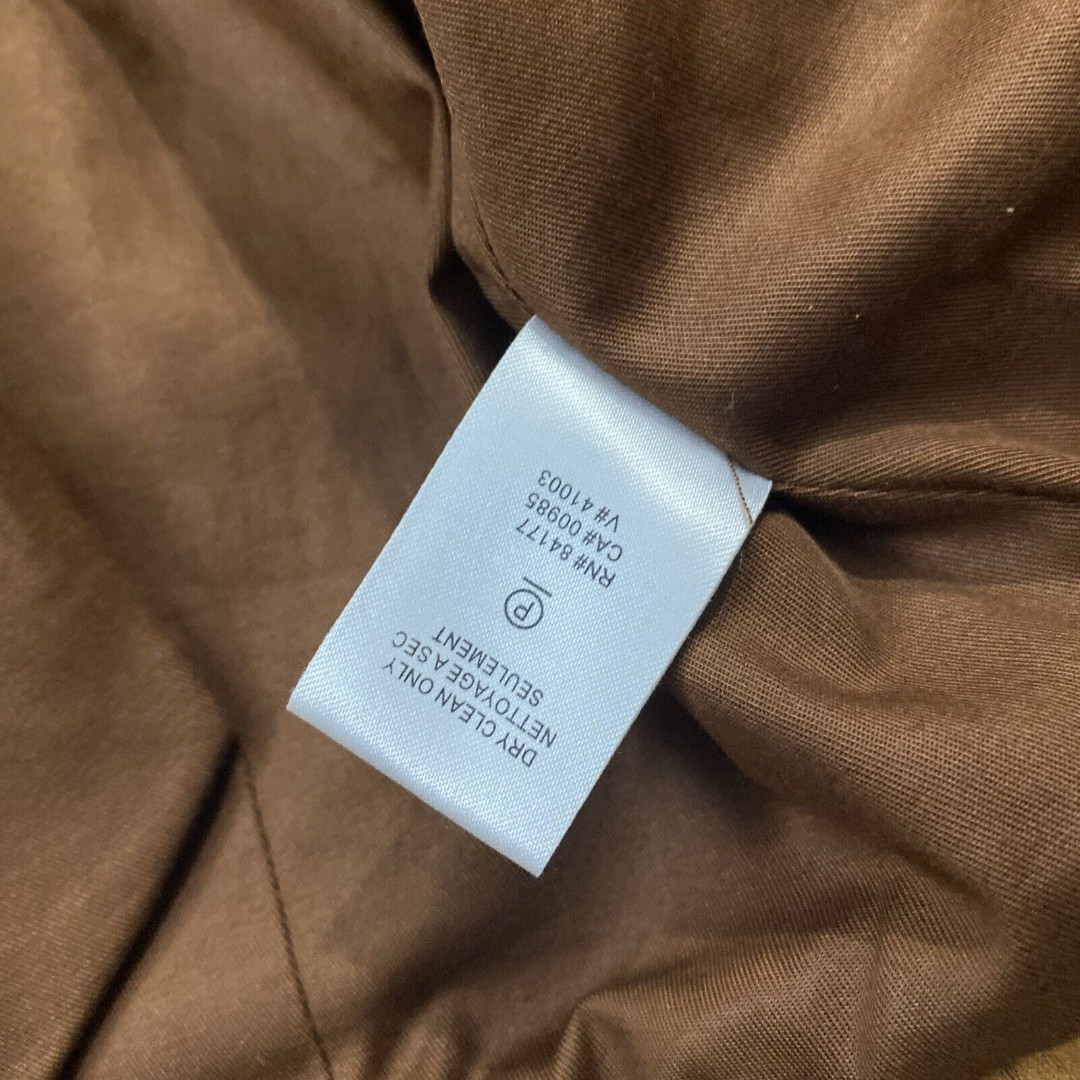 DRY CLEAN ONLY
NETTOYAGE A SEC
SEULEMENT
P
RN# 84177
CA# 00985
V# 41003